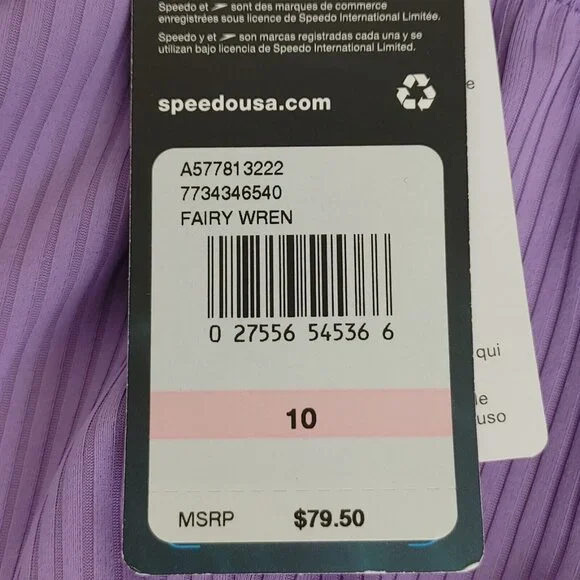 Speedo et sont des marques de commerce
enregistrées sous licence de Speedo International Limitée.
Speedo y et son marcas registradas cada una y se
utilizan bajo licencia de Speedo International Limited.
speedousa.com
A577813222
7734346540
FAIRY WREN
0 27556 54536 6
10
MSRP $79.50
e
qui
le
uso